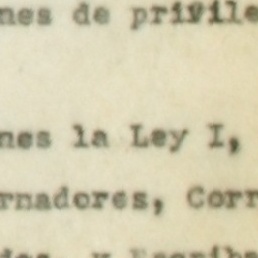 nes de privile
nes la Ley I,
rnadores, Corr